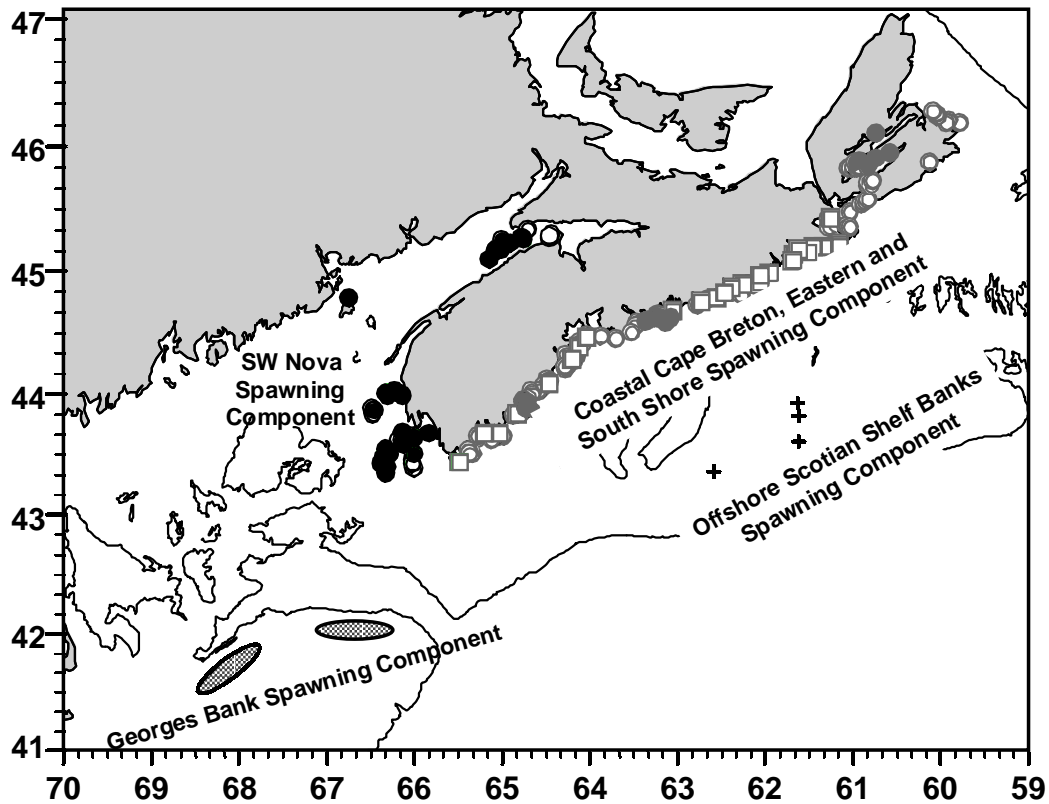 47
46
45
44
43
42
41
SW Nova
Spawning
Component
Coastal Cape Breton, Eastern and
South Shore Spawning Component
Offshore Scotian Shelf Banks
Spawning Component
Georges Bank Spawning Component
70 69 68 67 66 65 64 63 62 61 60 59